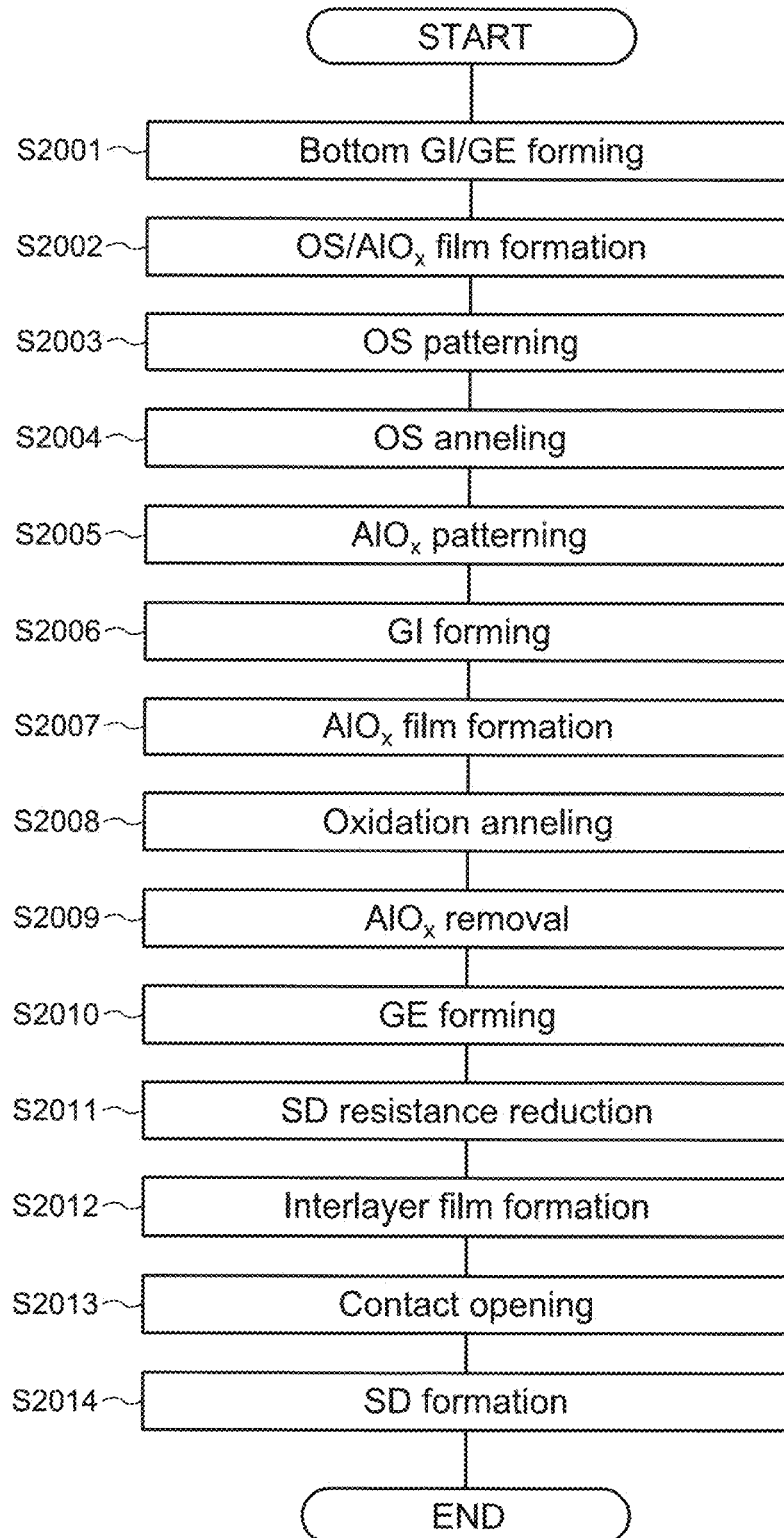 START
S2001 Bottom GI/GE forming
S2002 OS/AlOx film formation
S2003 OS patterning
S2004 OS anneling
S2005 AlOx patterning
S2006 GI forming
S2007 AlOx film formation
S2008 Oxidation anneling
S2009 AlOx removal
S2010 GE forming
S2011 SD resistance reduction
S2012 Interlayer film formation
S2013 Contact opening
S2014 SD formation
END